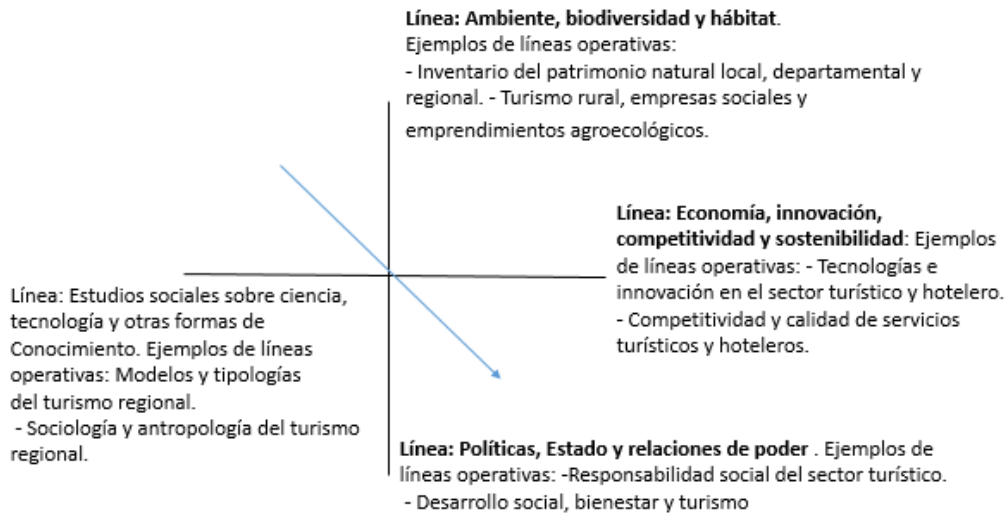 Línea: Ambiente, biodiversidad y hábitat.
Ejemplos de líneas operativas:
- Inventario del patrimonio natural local, departamental y
regional. - Turismo rural, empresas sociales y
emprendimientos agroecológicos.
Línea: Economía, innovación,
competitividad y sostenibilidad: Ejemplos
de líneas operativas: - Tecnologías e
innovación en el sector turístico y hotelero.
- Competitividad y calidad de servicios
turísticos y hoteleros.
Línea: Estudios sociales sobre ciencia,
tecnología y otras formas de
Conocimiento. Ejemplos de líneas
operativas: Modelos y tipologías
del turismo regional.
- Sociología y antropología del turismo
regional.
Línea: Políticas, Estado y relaciones de poder . Ejemplos de
líneas operativas: -Responsabilidad social del sector turístico.
- Desarrollo social, bienestar y turismo